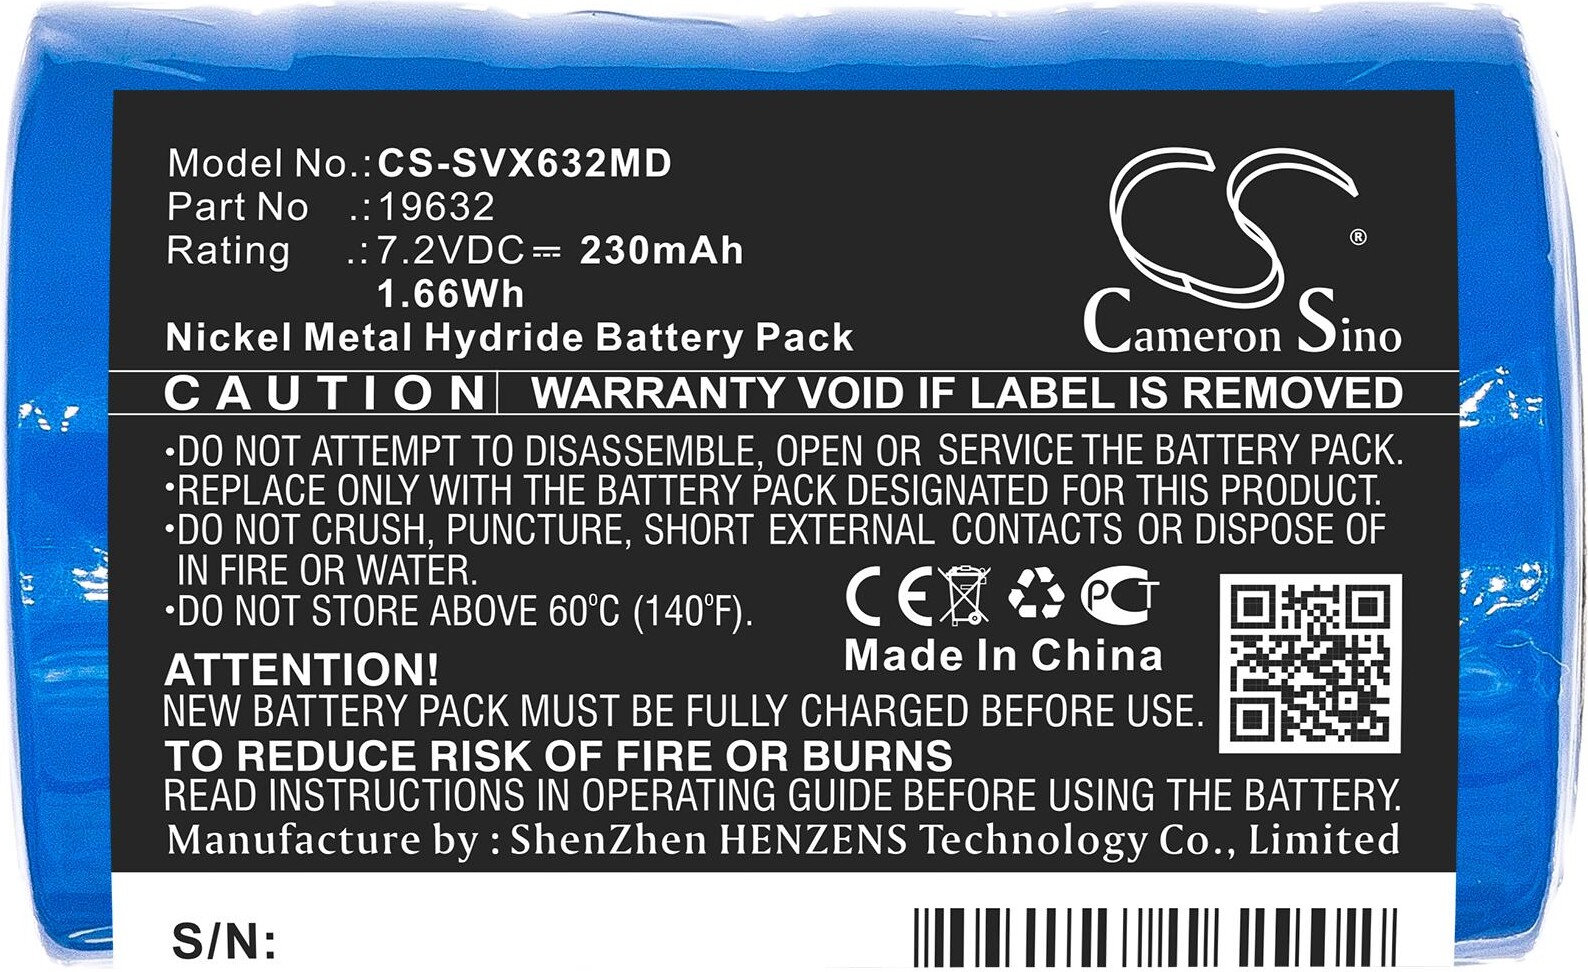 Model No.:CS-SVX632MD
Part No .:19632
Rating .:7.2VDC⎓ 230mAh
1.66Wh
Nickel Metal Hydride Battery Pack
CS®
Cameron Sino
CAUTION| WARRANTY VOID IF LABEL IS REMOVED
•DO NOT ATTEMPT TO DISASSEMBLE, OPEN OR SERVICE THE BATTERY PACK.
•REPLACE ONLY WITH THE BATTERY PACK DESIGNATED FOR THIS PRODUCT.
•DO NOT CRUSH, PUNCTURE, SHORT EXTERNAL CONTACTS OR DISPOSE OF
IN FIRE OR WATER.
•DO NOT STORE ABOVE 60°C (140°F).
CE PCT
Made In China
ATTENTION!
NEW BATTERY PACK MUST BE FULLY CHARGED BEFORE USE.
TO REDUCE RISK OF FIRE OR BURNS
READ INSTRUCTIONS IN OPERATING GUIDE BEFORE USING THE BATTERY.
Manufacture by : ShenZhen HENZENS Technology Co., Limited
S/N: